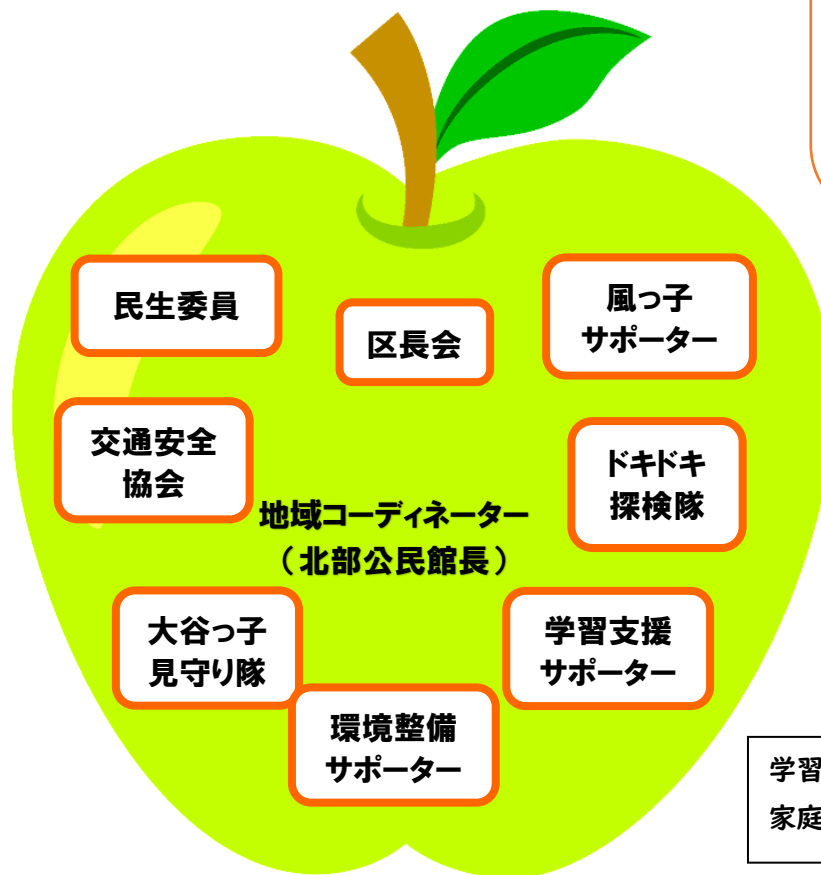 民生委員
区長会
風っ子
サポーター
交通安全
協会
ドキドキ
探検隊
地域コーディネーター
（北部公民館長）
大谷っ子
見守り隊
学習支援
サポーター
環境整備
サポーター
学習
家庭